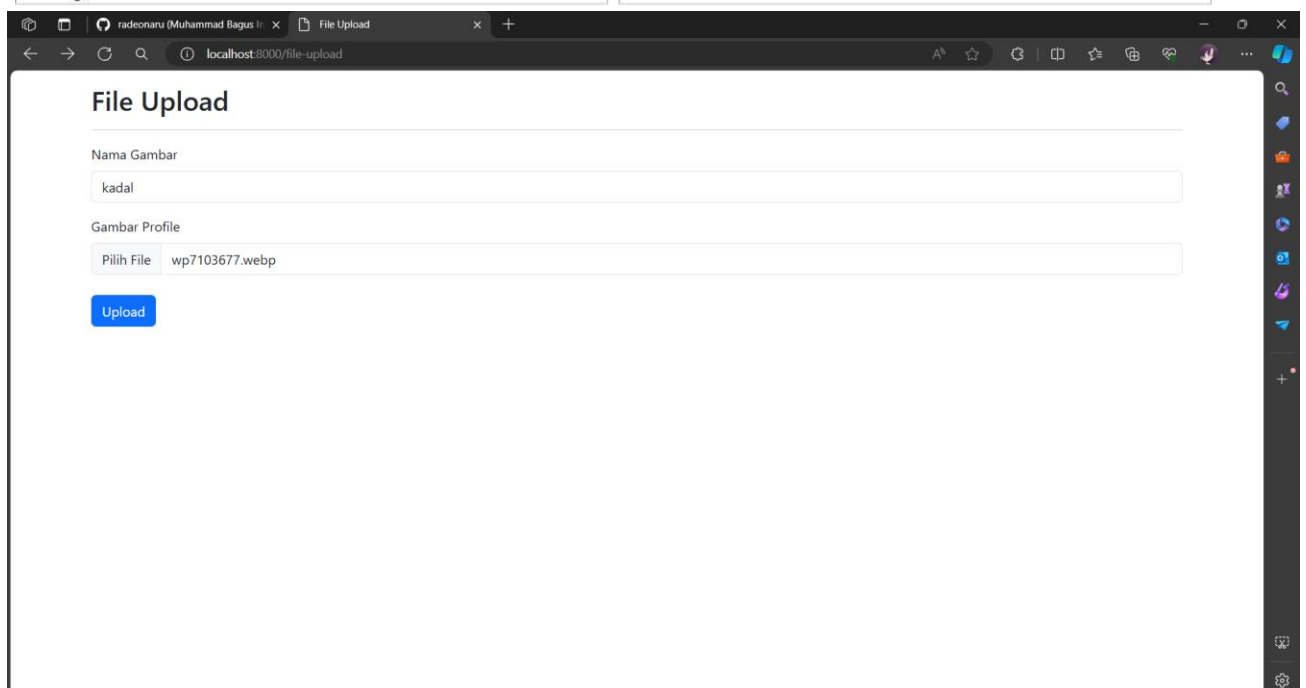 radeonaru (Muhammad Bagus In
File Upload
localhost:8000/file-upload
File Upload
Nama Gambar
kadal
Gambar Profile
Pilih File wp7103677.webp
Upload